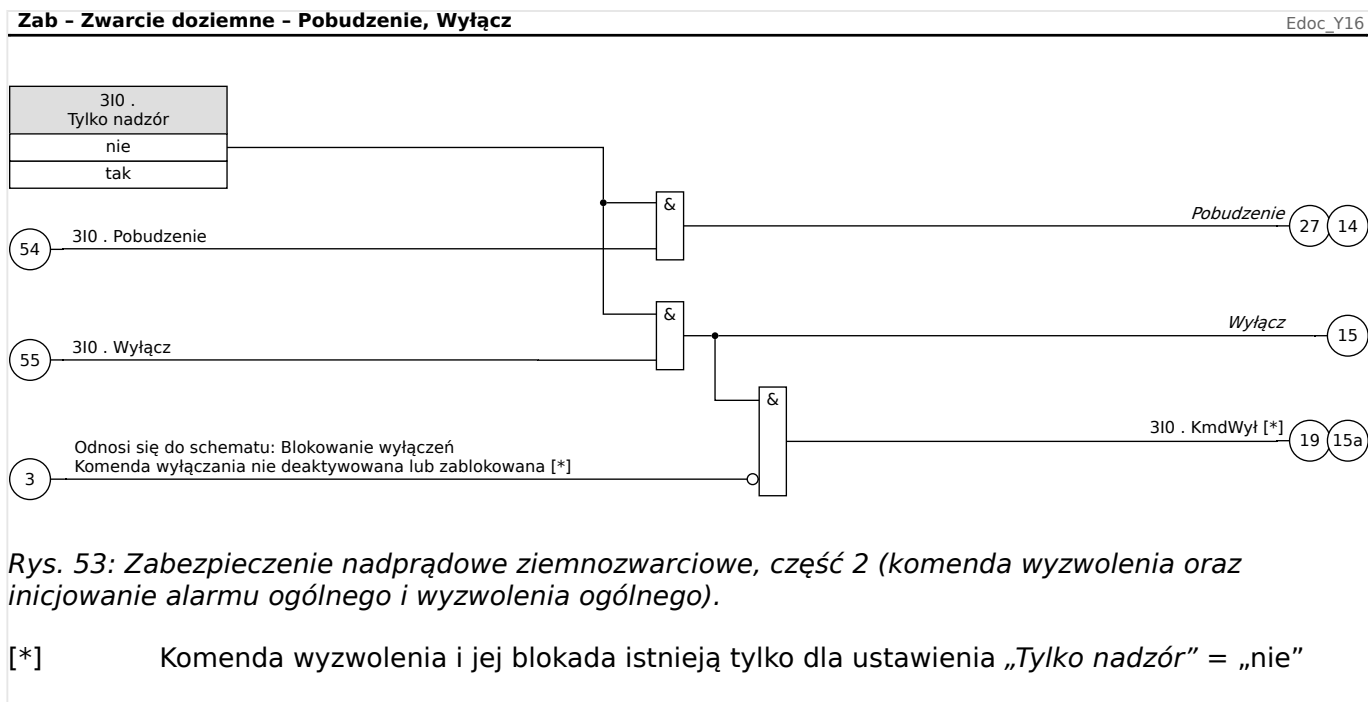 Zab – Zwarcie doziemne – Pobudzenie, Wyłącz
Edoc_Y16
3I0 .
Tylko nadzór
nie
tak
&
Pobudzenie
27
14
54
3I0 . Pobudzenie
&
Wyłącz
15
55
3I0 . Wyłącz
&
3I0 . KmdWył [*]
19
15a
Odnosi się do schematu: Blokowanie wyłączeń
Komenda wyłączania nie deaktywowana lub zablokowana [*]
3
Rys. 53: Zabezpieczenie nadprądowe ziemnozwarciowe, część 2 (komenda wyzwolenia oraz
inicjowanie alarmu ogólnego i wyzwolenia ogólnego).
[*] Komenda wyzwolenia i jej blokada istnieją tylko dla ustawienia „Tylko nadzór” = „nie”